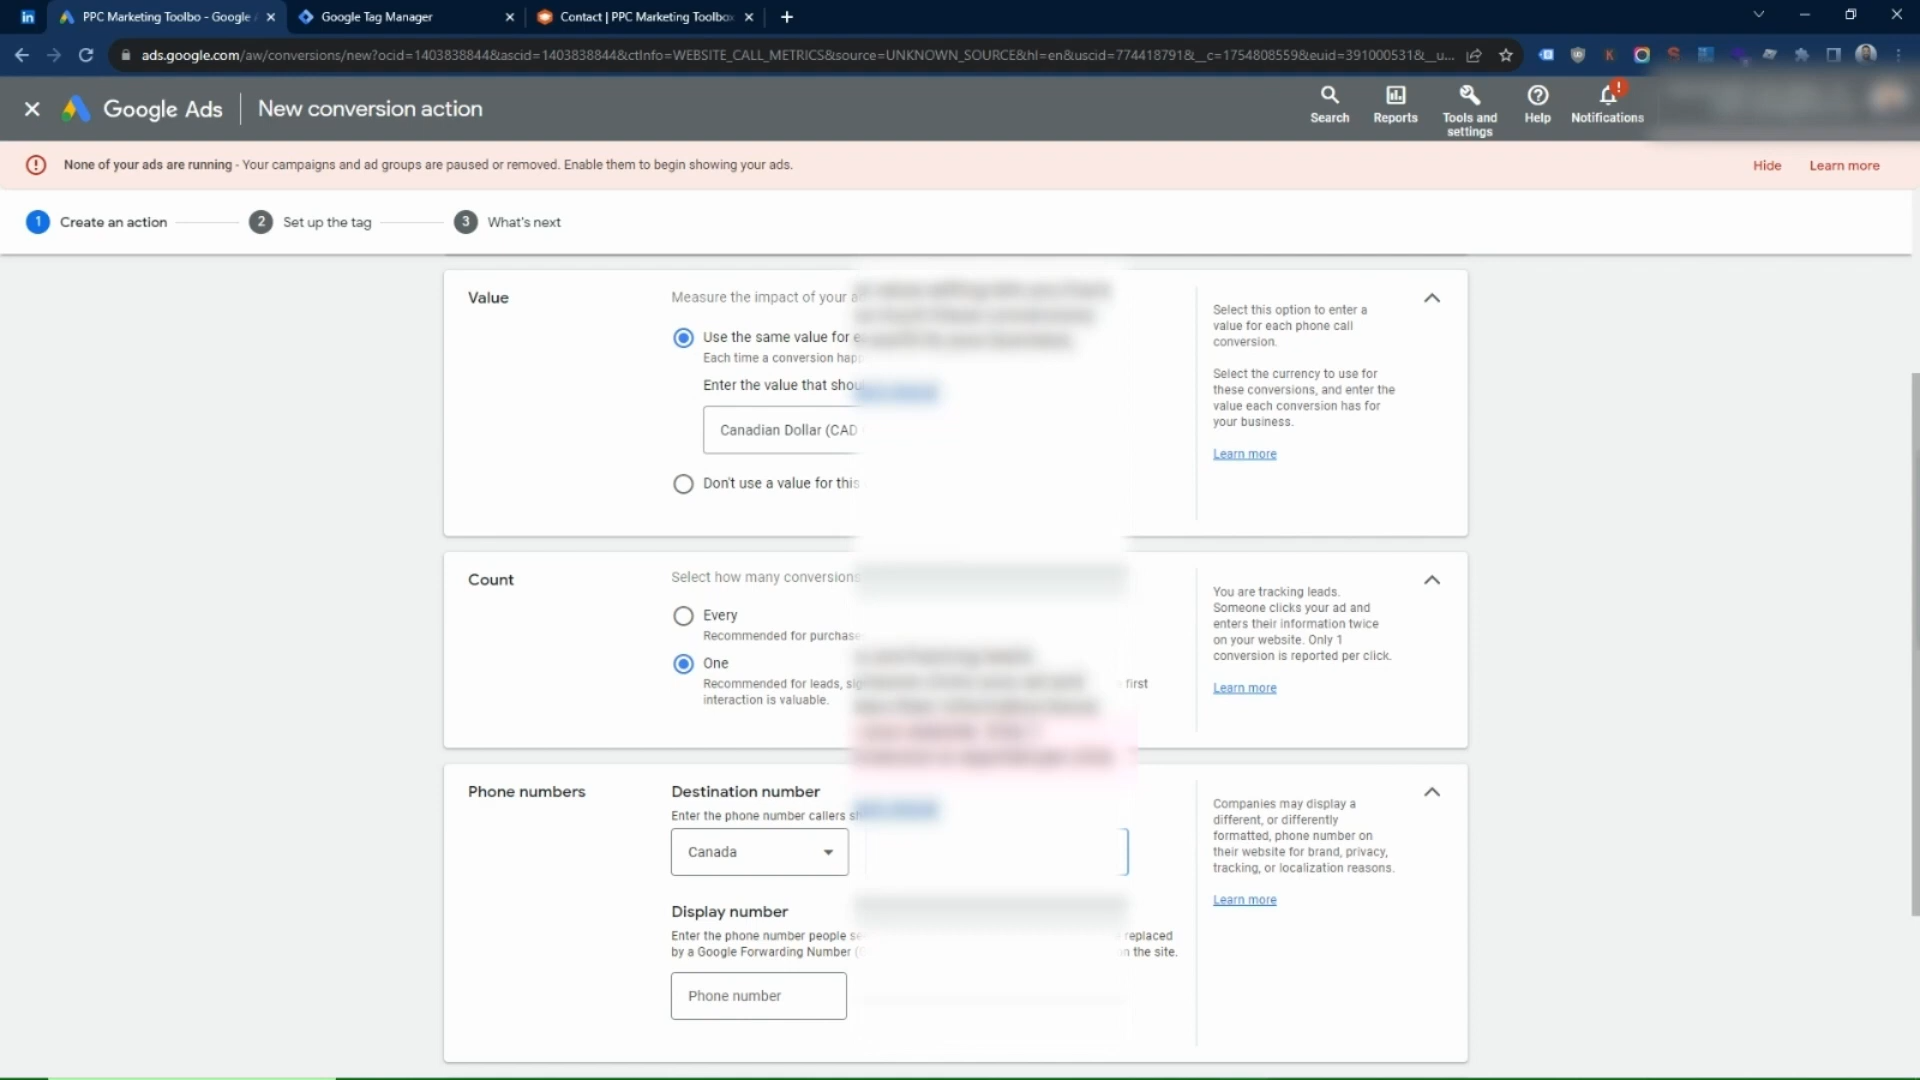 in
PPC Marketing Toolbo - Google
Google Tag Manager
Contact | PPC Marketing Toolbox
ads.google.com/aw/conversions/new?ocid=1403838844&ascid=1403838844&ctInfo=WEBSITE_CALL_METRICS&source=UNKNOWN_SOURCE&hl=en&uscid=774418791&__c=1754808559&euid=391000531&__u...
Google Ads
New conversion action
Search
Reports
Tools and
settings
Help
Notifications
None of your ads are running - Your campaigns and ad groups are paused or removed. Enable them to begin showing your ads.
Hide
Learn more
1 Create an action
2 Set up the tag
3 What's next
Value
Measure the impact of your
Use the same value for
Each time a conversion
Enter the value that
Canadian Dollar (CAD
Don't use a value for this
Select this option to enter a
value for each phone call
conversion.
Select the currency to use for
these conversions, and enter the
value each conversion has for
your business.
Learn more
Count
Select how many conversions
Every
Recommended for
One
Recommended for leads, first
interaction is valuable.
You are tracking leads.
Someone clicks your ad and
enters their information twice
on your website. Only 1
conversion is reported per click.
Learn more
Phone numbers
Destination number
Enter the phone number callers
Canada
Display number
Enter the phone number people replaced
by a Google Forwarding Number on the site.
Phone number
Companies may display a
different, or differently
formatted, phone number on
their website for brand, privacy,
tracking, or localization reasons.
Learn more